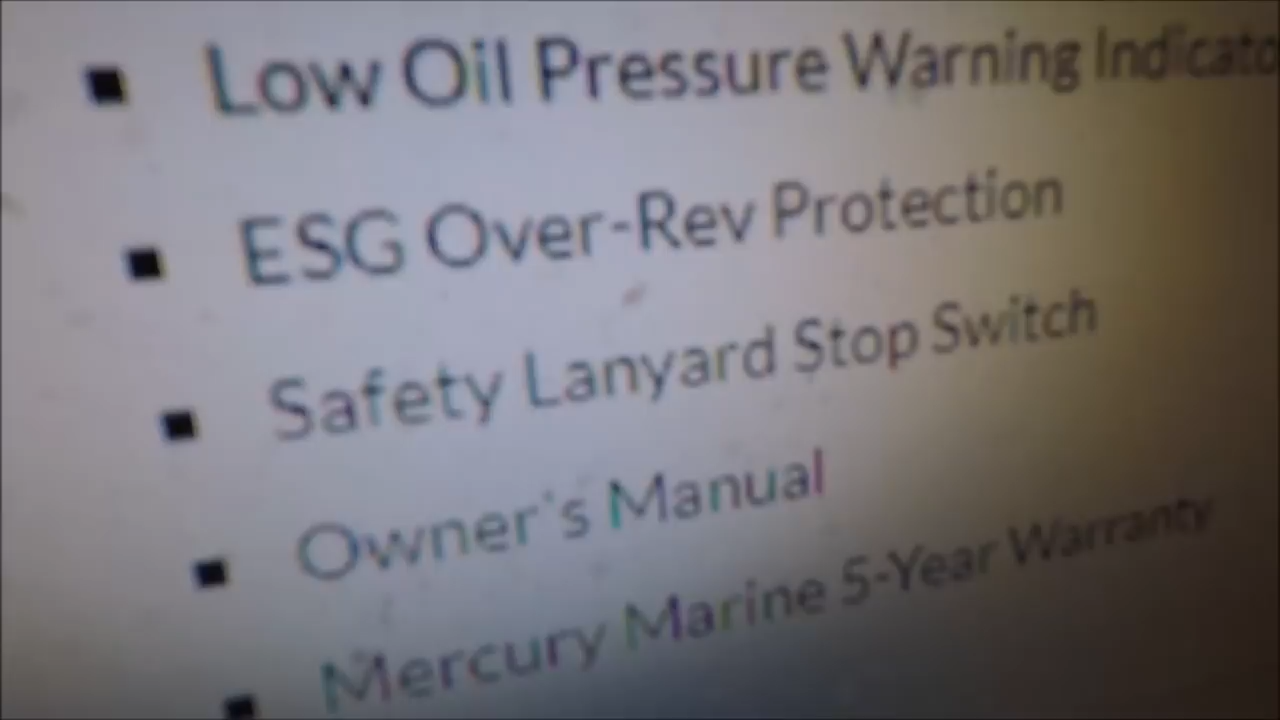 ▪ Low Oil Pressure Warning Indicato
▪ ESG Over-Rev Protection
▪ Safety Lanyard Stop Switch
▪ Owner's Manual
▪ Mercury Marine 5-Year Warranty